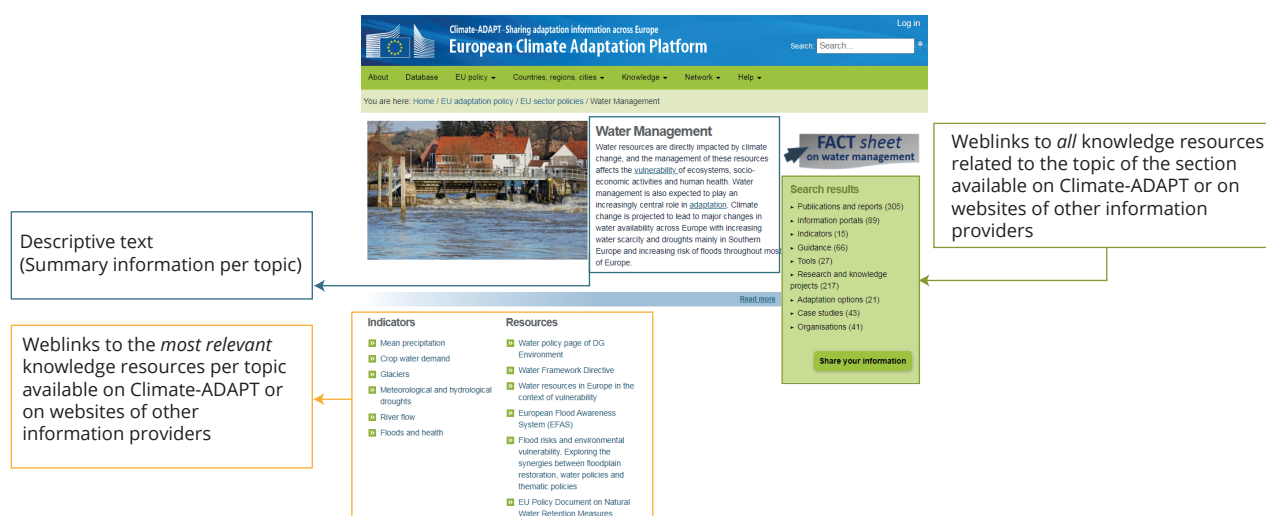 Log in
Climate-ADAPT-Sharing adaptation information across Europe
European Climate Adaptation Platform
Search: Search...
About Database EU policy Countries, regions, cities Knowledge Network Help
You are here: Home / EU adaptation policy / EU sector policies / Water Management
Water Management
Water resources are directly impacted by climate
change, and the management of these resources
affects the vulnerability of ecosystems, socio-
economic activities and human health. Water
management is also expected to play an
increasingly central role in adaptation. Climate
change is projected to lead to major changes in
water availability across Europe with increasing
water scarcity and droughts mainly in Southern
Europe and increasing risk of floods throughout most
of Europe.
Read more
FACT sheet
on water management
Search results
Publications and reports (305)
Information portals (89)
Indicators (15)
Guidance (66)
Tools (27)
Research and knowledge
projects (217)
Adaptation options (21)
Case studies (43)
Organisations (41)
Share your information
Weblinks to all knowledge resources
related to the topic of the section
available on Climate-ADAPT or on
websites of other information
providers
Descriptive text
(Summary information per topic)
Weblinks to the most relevant
knowledge resources per topic
available on Climate-ADAPT or
on websites of other
information providers
Indicators
Mean precipitation
Crop water demand
Glaciers
Meteorological and hydrological
droughts
River flow
Floods and health
Resources
Water policy page of DG
Environment
Water Framework Directive
Water resources in Europe in the
context of vulnerability
European Flood Awareness
System (EFAS)
Flood risks and environmental
vulnerability. Exploring the
synergies between floodplain
restoration, water policies and
thematic policies
EU Policy Document on Natural
Water Retention Measures